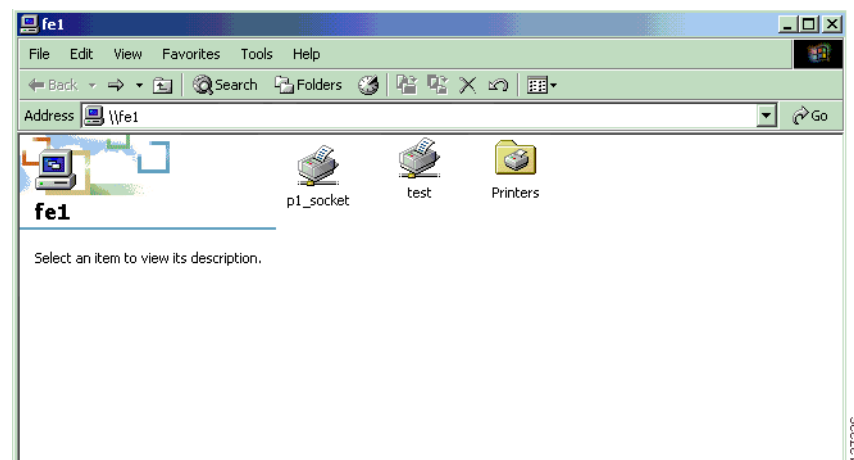 fe1
File Edit View Favorites Tools Help
Back Search Folders
Address \\fe1 Go
p1_socket test Printers
fe1
Select an item to view its description.